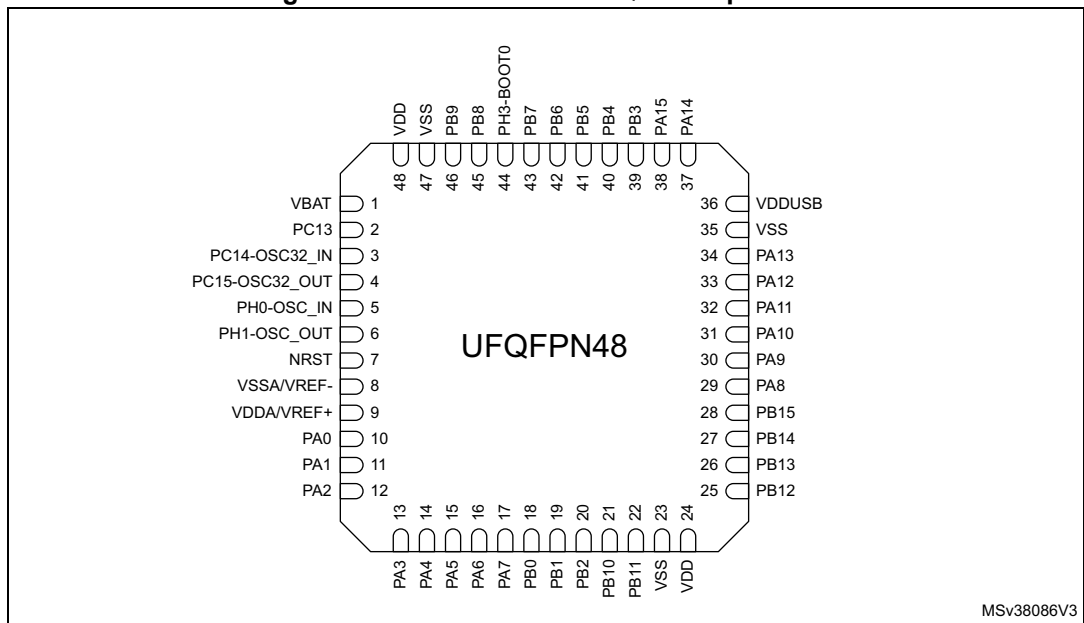 VDD
VSS
PB9
PB8
PH3-BOOT0
PB7
PB6
PB5
PB4
PB3
PA15
PA14
48
47
46
45
44
43
42
41
40
39
38
37
VBAT 1
PC13 2
PC14-OSC32_IN 3
PC15-OSC32_OUT 4
PH0-OSC_IN 5
PH1-OSC_OUT 6
NRST 7
VSSA/VREF- 8
VDDA/VREF+ 9
PA0 10
PA1 11
PA2 12
UFQFPN48
36 VDDUSB
35 VSS
34 PA13
33 PA12
32 PA11
31 PA10
30 PA9
29 PA8
28 PB15
27 PB14
26 PB13
25 PB12
13
14
15
16
17
18
19
20
21
22
23
24
PA3
PA4
PA5
PA6
PA7
PB0
PB1
PB2
PB10
PB11
VSS
VDD
MSv38086V3